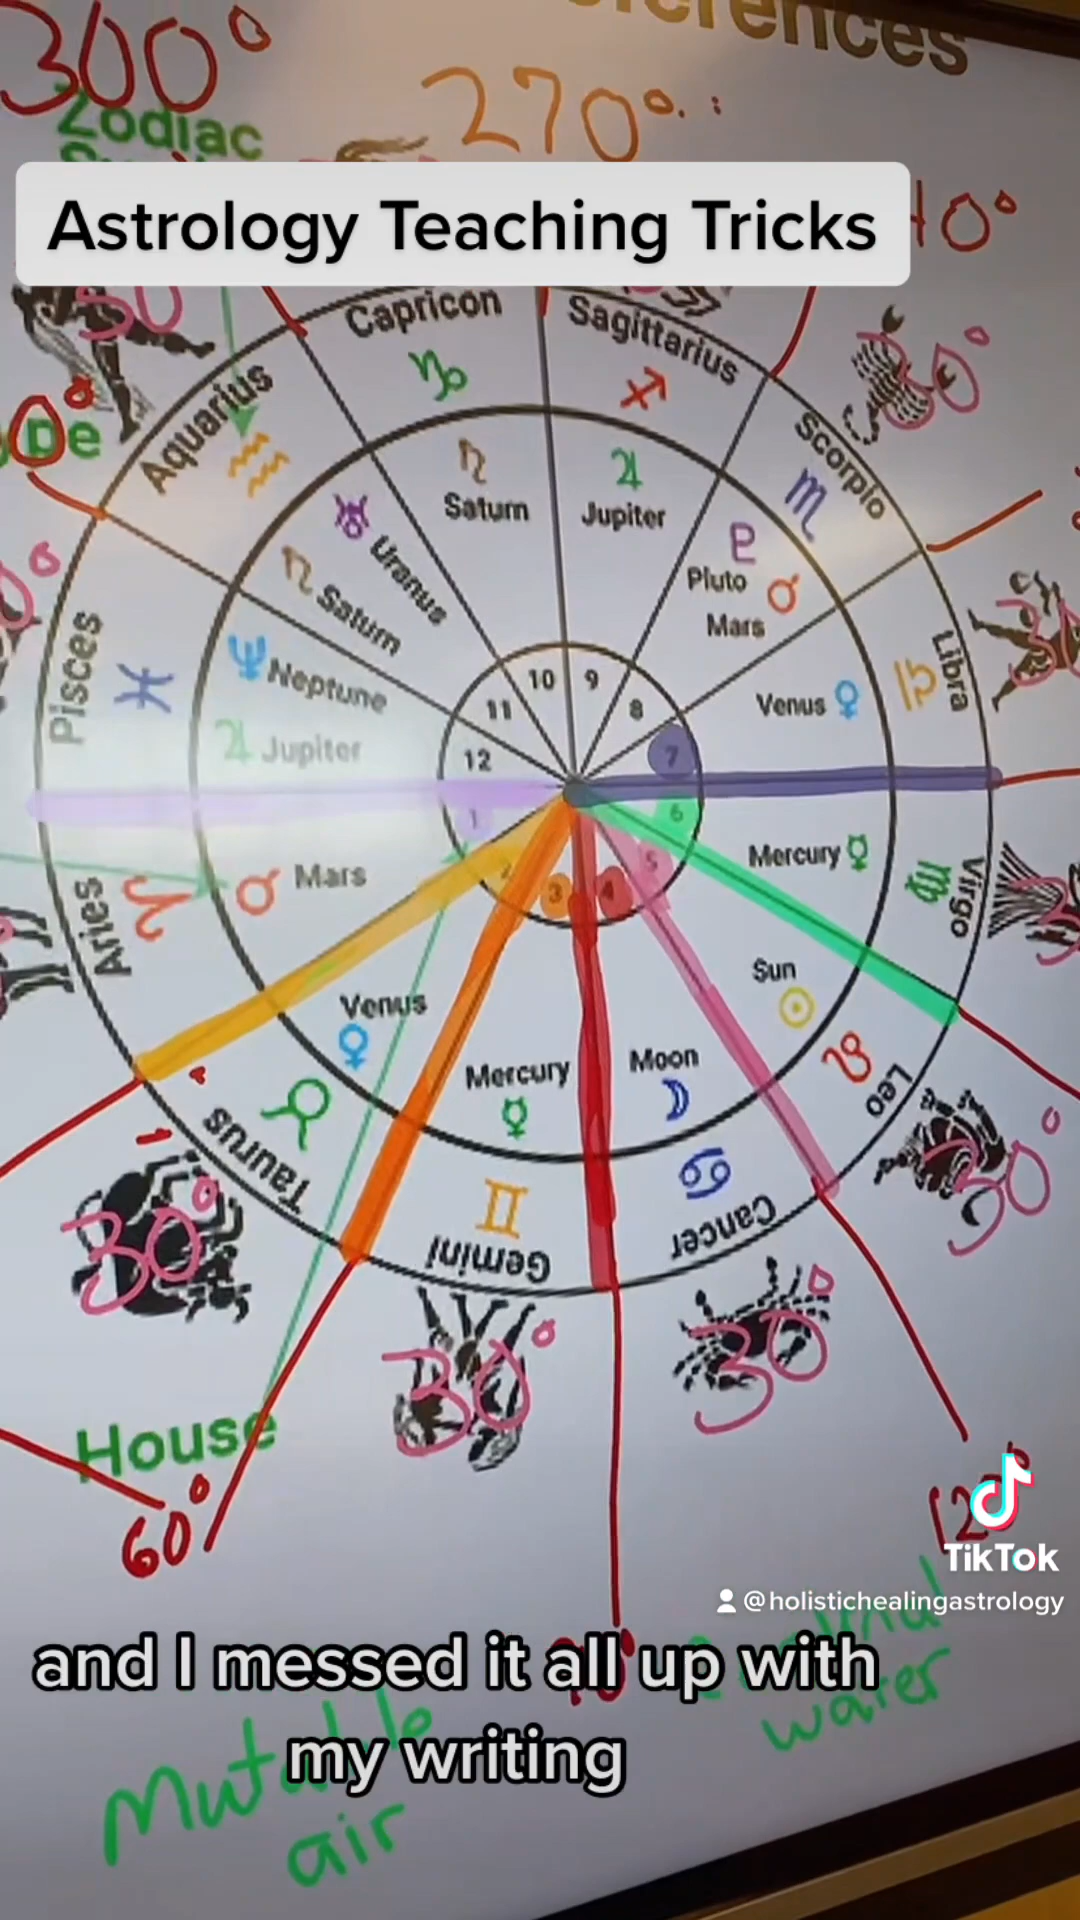 300°
270°
Zodiac
Astrology Teaching Tricks
Capricon
Sagittarius
Aquarius
Scorpio
Saturn
Jupiter
Uranus
Pluto
Saturn
Mars
Pisces
Libra
Neptune
Venus
Jupiter
10
9
11
8
12
7
1
6
2
5
3
4
Mars
Mercury
Aries
Virgo
Sun
Venus
Mercury
Moon
Leo
Taurus
Gemini
Cancer
30°
30°
30°
30°
House
60°
TikTok
@holistichealingastrology
and I messed it all up with
my writing
water
air